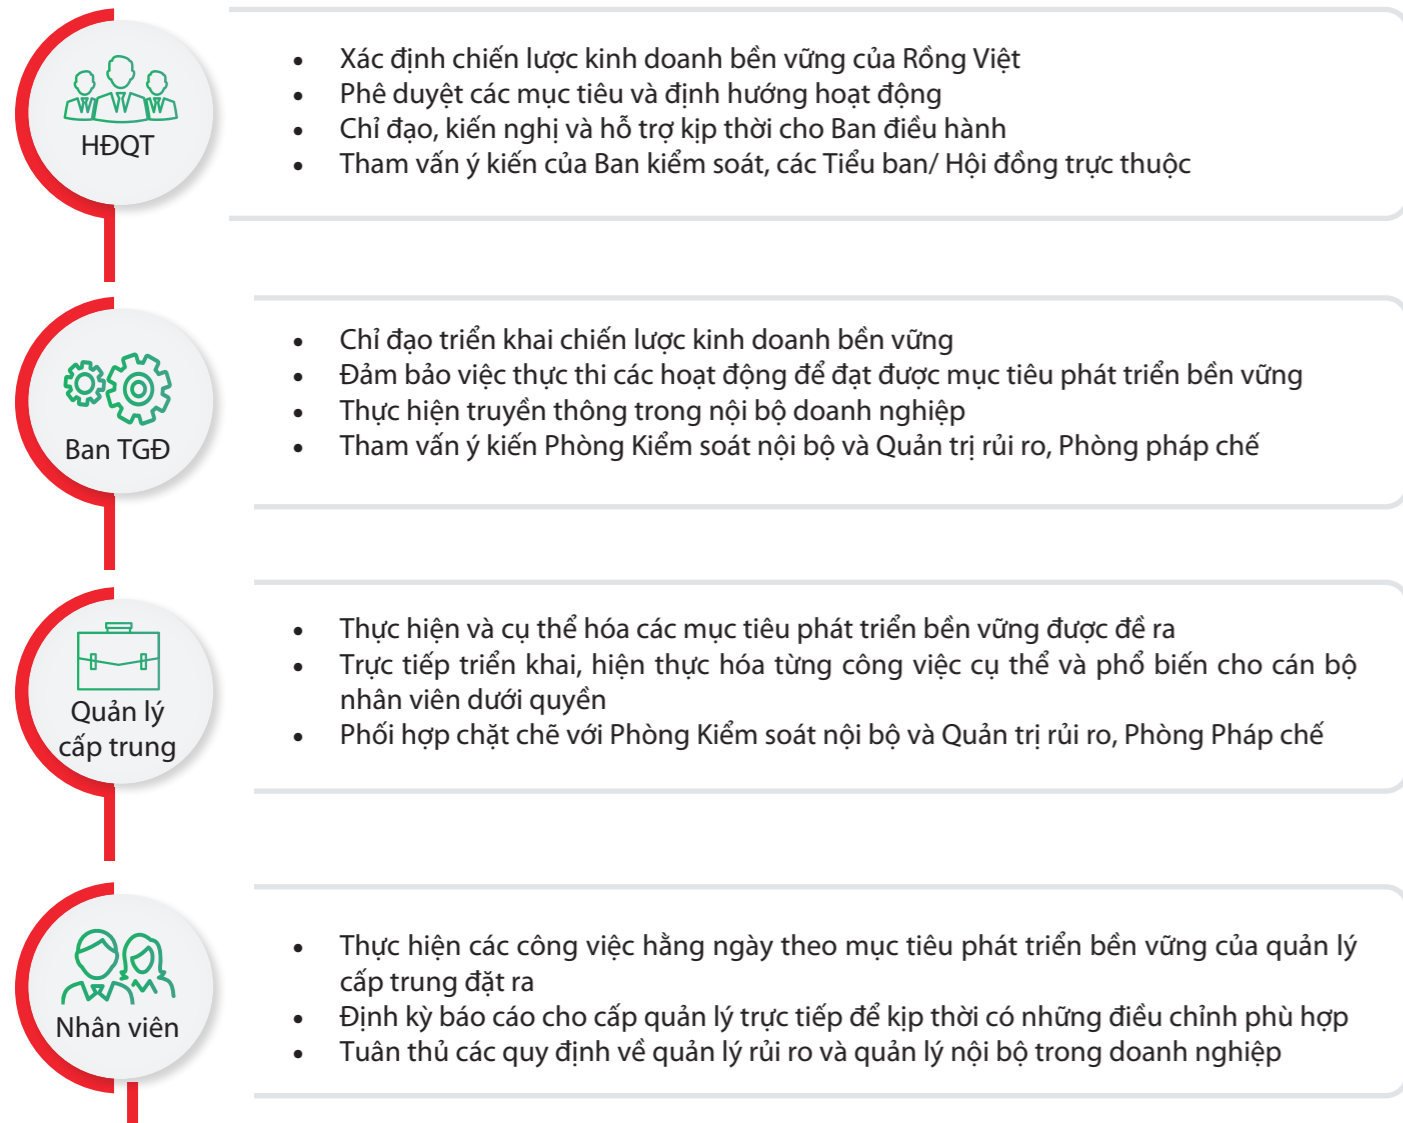 HĐQT
• Xác định chiến lược kinh doanh bền vững của Rồng Việt
• Phê duyệt các mục tiêu và định hướng hoạt động
• Chỉ đạo, kiến nghị và hỗ trợ kịp thời cho Ban điều hành
• Tham vấn ý kiến của Ban kiểm soát, các Tiểu ban/ Hội đồng trực thuộc
Ban TGĐ
• Chỉ đạo triển khai chiến lược kinh doanh bền vững
• Đảm bảo việc thực thi các hoạt động để đạt được mục tiêu phát triển bền vững
• Thực hiện truyền thông trong nội bộ doanh nghiệp
• Tham vấn ý kiến Phòng Kiểm soát nội bộ và Quản trị rủi ro, Phòng pháp chế
Quản lý
cấp trung
• Thực hiện và cụ thể hóa các mục tiêu phát triển bền vững được đề ra
• Trực tiếp triển khai, hiện thực hóa từng công việc cụ thể và phổ biến cho cán bộ
nhân viên dưới quyền
• Phối hợp chặt chẽ với Phòng Kiểm soát nội bộ và Quản trị rủi ro, Phòng Pháp chế
Nhân viên
• Thực hiện các công việc hằng ngày theo mục tiêu phát triển bền vững của quản lý
cấp trung đặt ra
• Định kỳ báo cáo cho cấp quản lý trực tiếp để kịp thời có những điều chỉnh phù hợp
• Tuân thủ các quy định về quản lý rủi ro và quản lý nội bộ trong doanh nghiệp